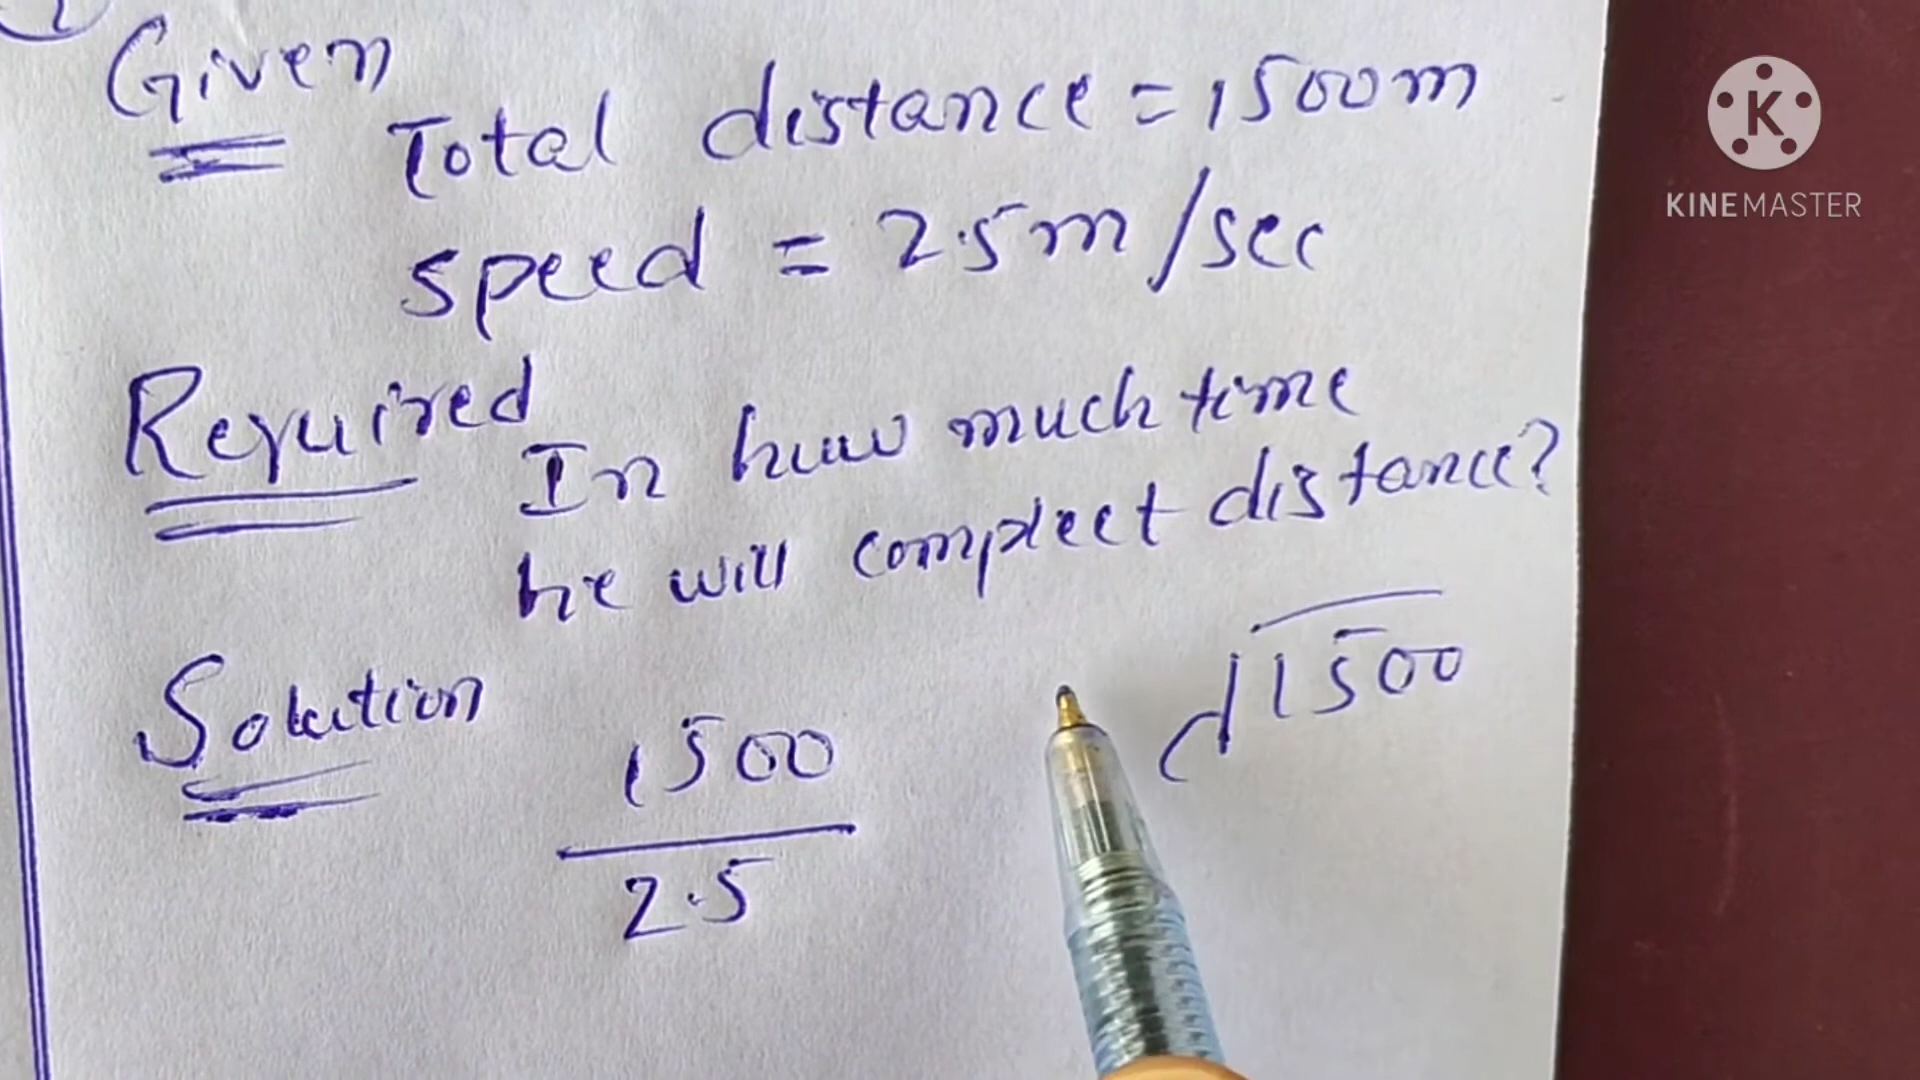 Given
Total distance = 1500m
speed = 2.5m/sec
Required
In how much time
he will compleet distance?
Solution
1500
2.5
1500
K
KINEMASTER